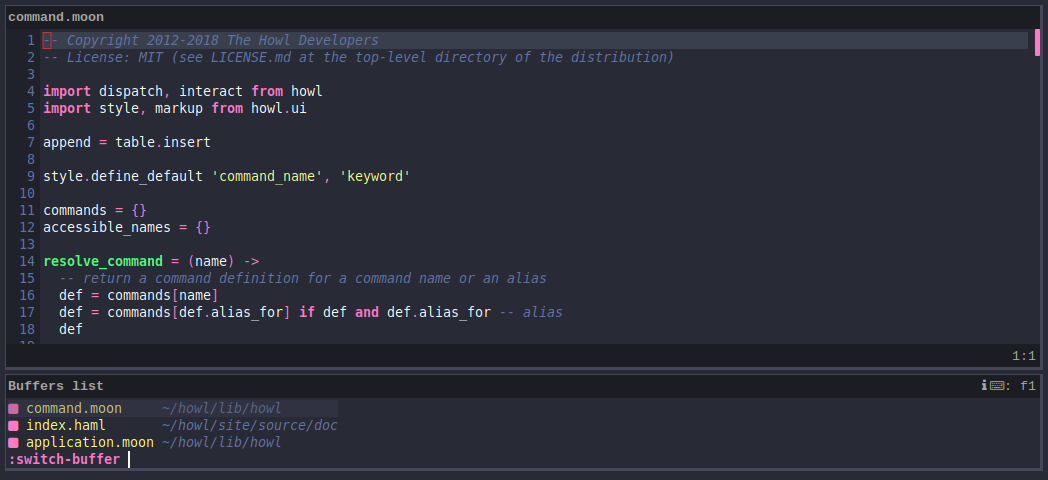 command.moon
1 -- Copyright 2012-2018 The Howl Developers
2 -- License: MIT (see LICENSE.md at the top-level directory of the distribution)
3
4 import dispatch, interact from howl
5 import style, markup from howl.ui
6
7 append = table.insert
8
9 style.define_default 'command_name', 'keyword'
10
11 commands = {}
12 accessible_names = {}
13
14 resolve_command = (name) ->
15   -- return a command definition for a command name or an alias
16   def = commands[name]
17   def = commands[def.alias_for] if def and def.alias_for -- alias
18   def
1:1
Buffers list ℹ⌨: f1
command.moon ~/howl/lib/howl
index.haml ~/howl/site/source/doc
application.moon ~/howl/lib/howl
:switch-buffer